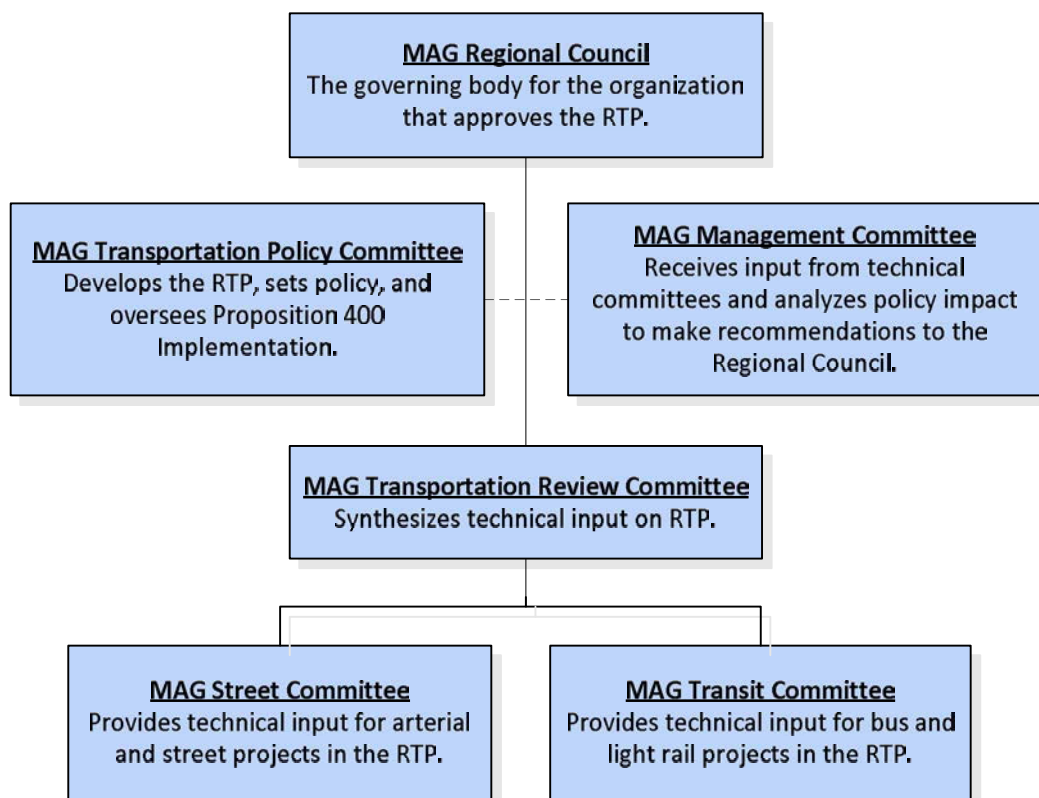 MAG Regional Council
The governing body for the organization
that approves the RTP.
MAG Transportation Policy Committee
Develops the RTP, sets policy, and
oversees Proposition 400
Implementation.
MAG Management Committee
Receives input from technical
committees and analyzes policy impact
to make recommendations to the
Regional Council.
MAG Transportation Review Committee
Synthesizes technical input on RTP.
MAG Street Committee
Provides technical input for arterial
and street projects in the RTP.
MAG Transit Committee
Provides technical input for bus and
light rail projects in the RTP.